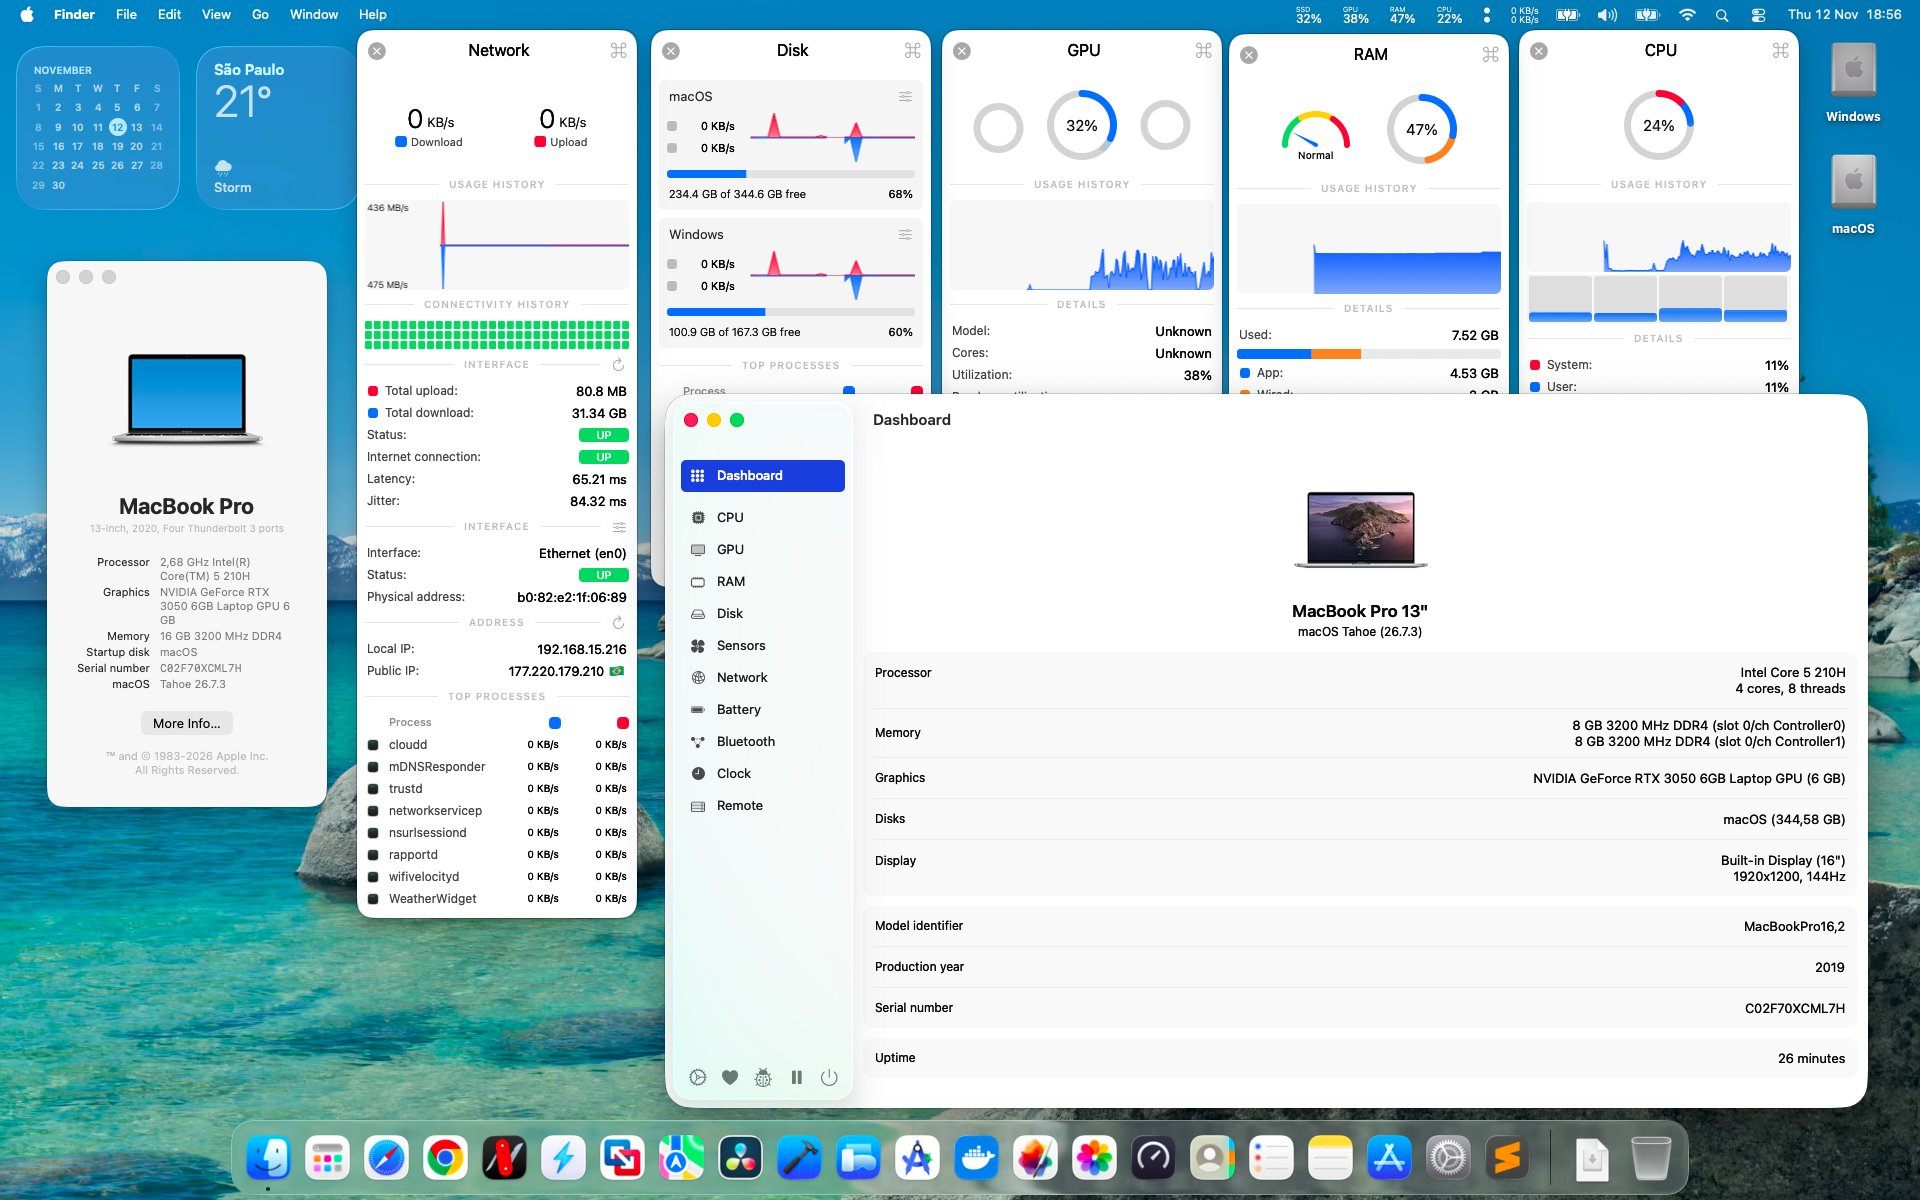 Finder File Edit View Go Window Help
SSD 32% GPU 38% RAM 47% CPU 22% 0 KB/s 0 KB/s Thu 12 Nov 18:56
NOVEMBER
S M T W T F S
1 2 3 4 5 6 7
8 9 10 11 12 13 14
15 16 17 18 19 20 21
22 23 24 25 26 27 28
29 30
São Paulo
21°
Storm
MacBook Pro
13-inch, 2020, Four Thunderbolt 3 ports
Processor 2,68 GHz Intel(R)
Core(TM) 5 210H
Graphics NVIDIA GeForce RTX
3050 6GB Laptop GPU 6
GB
Memory 16 GB 3200 MHz DDR4
Startup disk macOS
Serial number C02F70XCML7H
macOS Tahoe 26.7.3
More Info...
™ and © 1983-2026 Apple Inc.
All Rights Reserved.
Network
0 KB/s 0 KB/s
Download Upload
USAGE HISTORY
436 MB/s
475 MB/s
CONNECTIVITY HISTORY
INTERFACE
Total upload: 80.8 MB
Total download: 31.34 GB
Status: UP
Internet connection: UP
Latency: 65.21 ms
Jitter: 84.32 ms
INTERFACE
Interface: Ethernet (en0)
Status: UP
Physical address: b0:82:e2:1f:06:89
ADDRESS
Local IP: 192.168.15.216
Public IP: 177.220.179.210
TOP PROCESSES
Process
cloudd 0 KB/s 0 KB/s
mDNSResponder 0 KB/s 0 KB/s
trustd 0 KB/s 0 KB/s
networkservicep 0 KB/s 0 KB/s
nsurlsessiond 0 KB/s 0 KB/s
rapportd 0 KB/s 0 KB/s
wifivelocityd 0 KB/s 0 KB/s
WeatherWidget 0 KB/s 0 KB/s
Disk
macOS
0 KB/s
0 KB/s
234.4 GB of 344.6 GB free 68%
Windows
0 KB/s
0 KB/s
100.9 GB of 167.3 GB free 60%
TOP PROCESSES
Process
GPU
32%
USAGE HISTORY
DETAILS
Model: Unknown
Cores: Unknown
Utilization: 38%
RAM
Normal
47%
USAGE HISTORY
DETAILS
Used: 7.52 GB
App: 4.53 GB
CPU
24%
USAGE HISTORY
DETAILS
System: 11%
User: 11%
Windows
macOS
Dashboard
CPU
GPU
RAM
Disk
Sensors
Network
Battery
Bluetooth
Clock
Remote
Dashboard
MacBook Pro 13"
macOS Tahoe (26.7.3)
Processor Intel Core 5 210H
4 cores, 8 threads
Memory 8 GB 3200 MHz DDR4 (slot 0/ch Controller0)
8 GB 3200 MHz DDR4 (slot 0/ch Controller1)
Graphics NVIDIA GeForce RTX 3050 6GB Laptop GPU (6 GB)
Disks macOS (344,58 GB)
Display Built-in Display (16")
1920x1200, 144Hz
Model identifier MacBookPro16,2
Production year 2019
Serial number C02F70XCML7H
Uptime 26 minutes